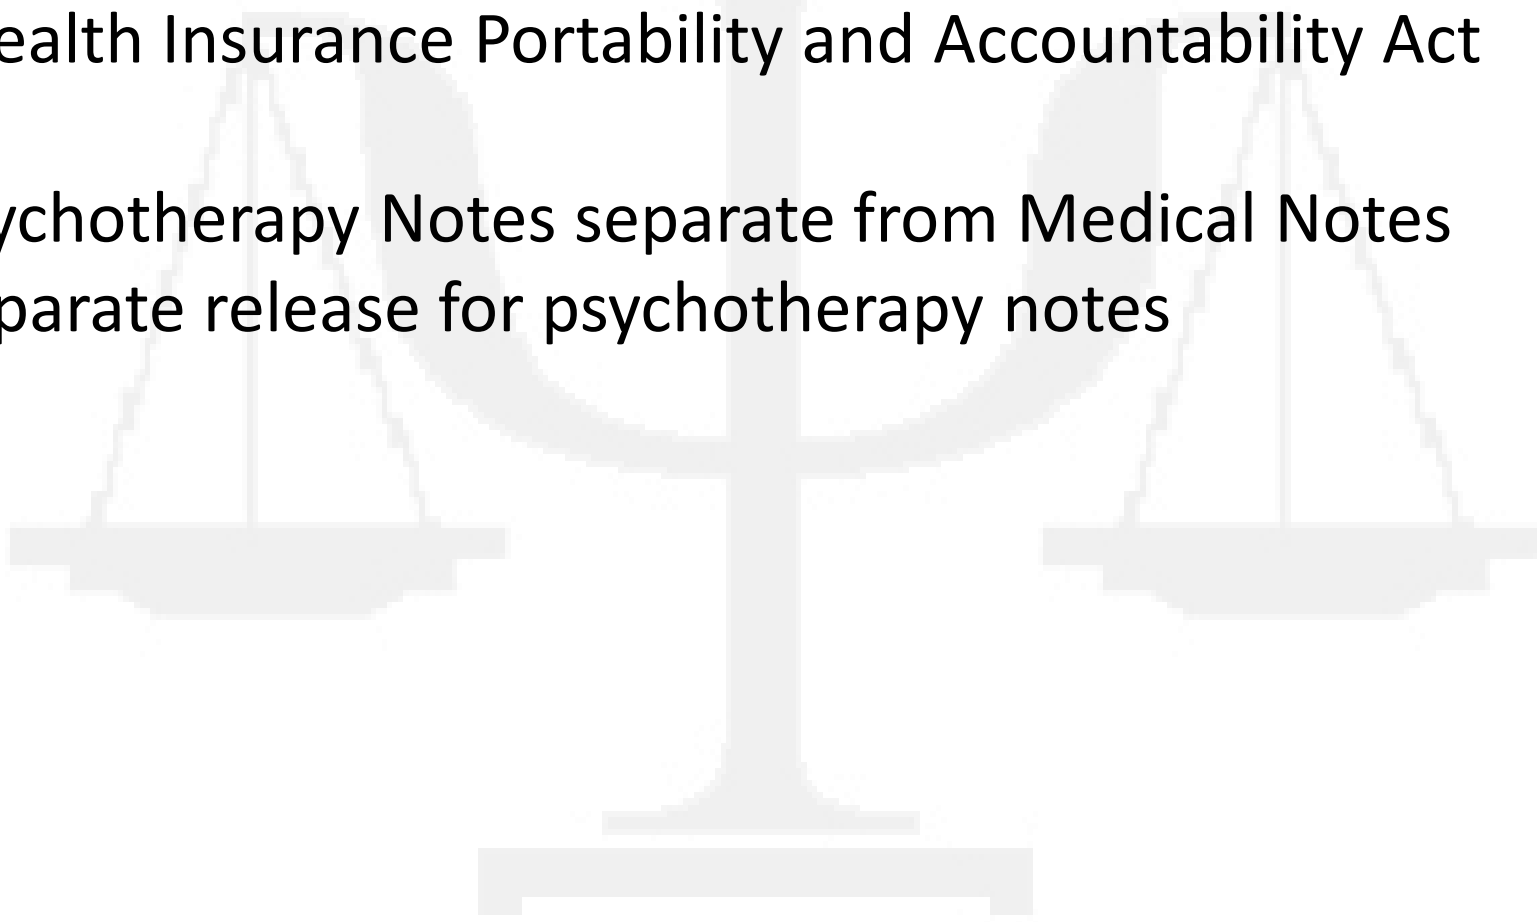 ealth Insurance Portability and Accountability Act
ychotherapy Notes separate from Medical Notes
parate release for psychotherapy notes